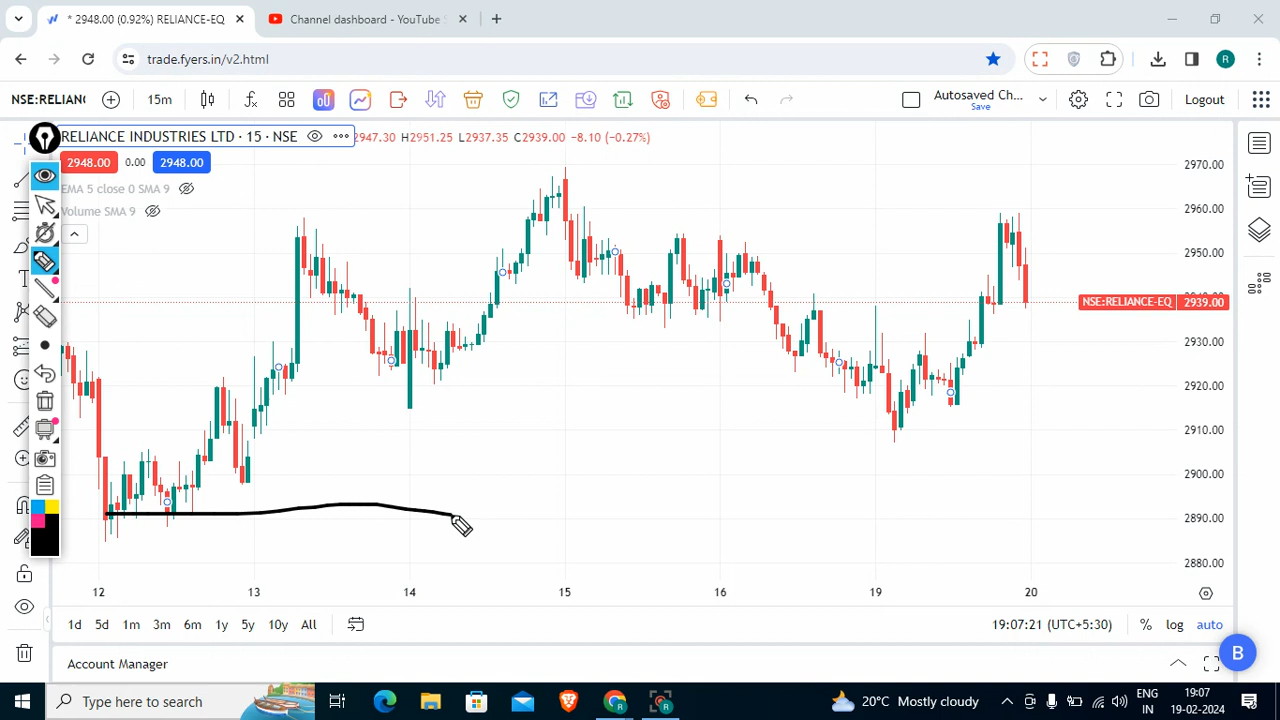 * 2948.00 (0.92%) RELIANCE-EQ
Channel dashboard - YouTube S
trade.fyers.in/v2.html
R
NSE:RELIANC
15m
Autosaved Ch...
Save
Logout
RELIANCE INDUSTRIES LTD · 15 · NSE
2947.30 H2951.25 L2937.35 C2939.00 −8.10 (−0.27%)
2948.00 0.00 2948.00
EMA 5 close 0 SMA 9
Volume SMA 9
2970.00
2960.00
2950.00
NSE:RELIANCE-EQ 2939.00
2930.00
2920.00
2910.00
2900.00
2890.00
2880.00
12 13 14 15 16 19 20
1d 5d 1m 3m 6m 1y 5y 10y All
19:07:21 (UTC+5:30) % log auto
B
Account Manager
Type here to search
20°C Mostly cloudy
ENG
IN
19:07
19-02-2024